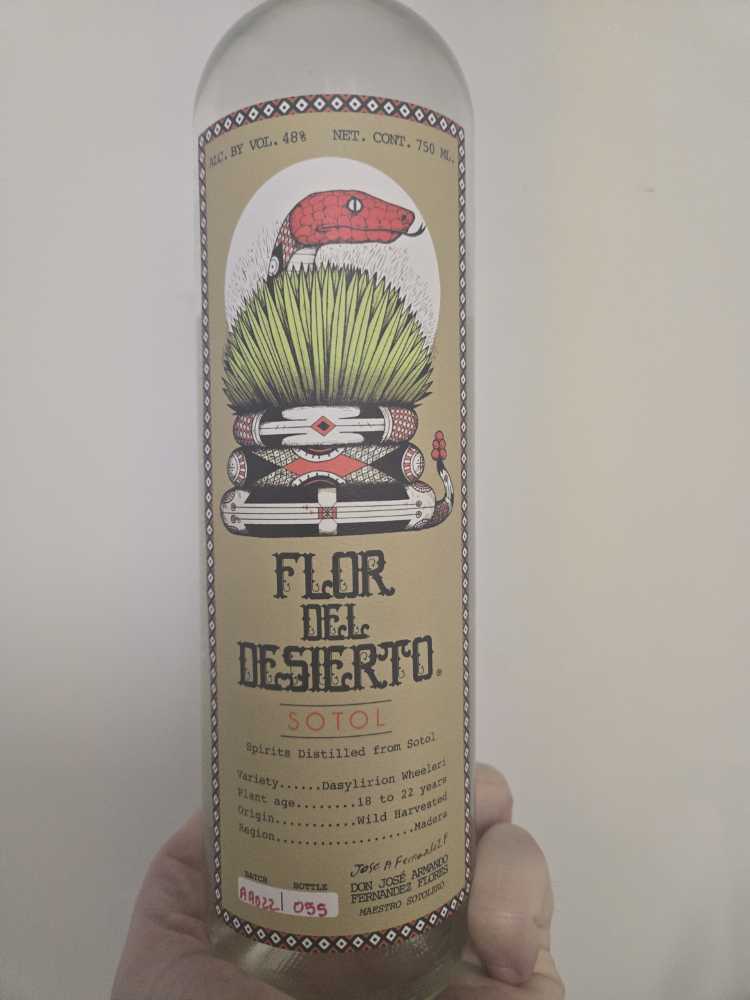 ALC. BY VOL. 48% NET. CONT. 750 ML.
FLOR
DEL
DESIERTO®
SOTOL
Spirits Distilled from Sotol
Variety......Dasylirion Wheeleri
Plant age........18 to 22 years
Origin...........Wild Harvested
Region...................Madera
Jose A Fernandez F
DON JOSÉ ARMANDO
FERNANDEZ FLORES
MAESTRO SOTOLERO
BATCH BOTTLE
055